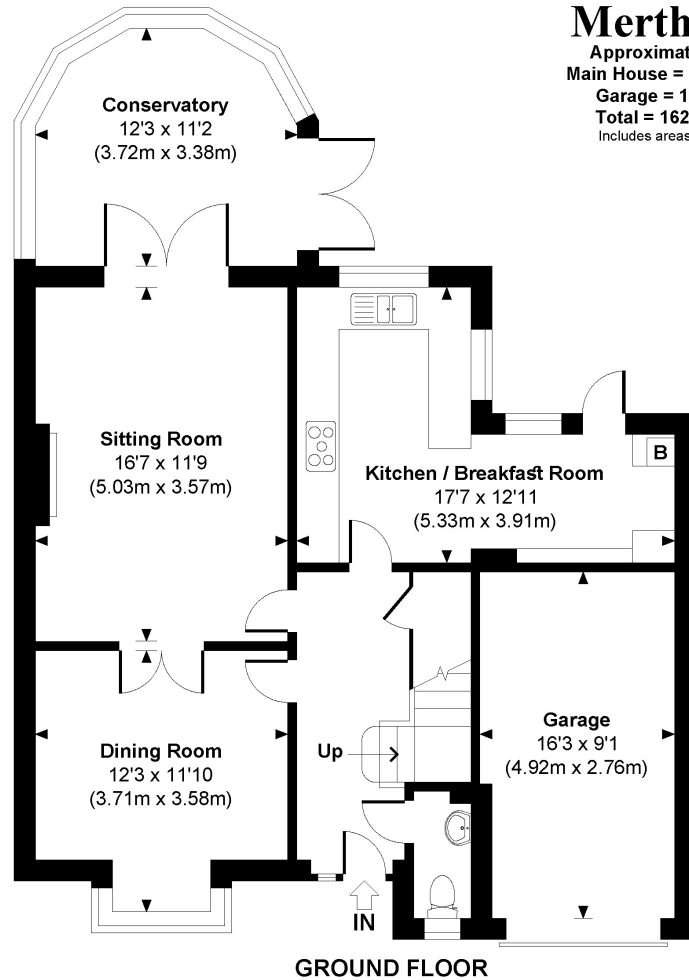 Merth
Approximat
Main House =
Garage = 1
Total = 162
Includes areas
Conservatory
12'3 x 11'2
(3.72m x 3.38m)
Sitting Room
16'7 x 11'9
(5.03m x 3.57m)
B
Kitchen / Breakfast Room
17'7 x 12'11
(5.33m x 3.91m)
Garage
16'3 x 9'1
(4.92m x 2.76m)
Up
Dining Room
12'3 x 11'10
(3.71m x 3.58m)
IN
GROUND FLOOR